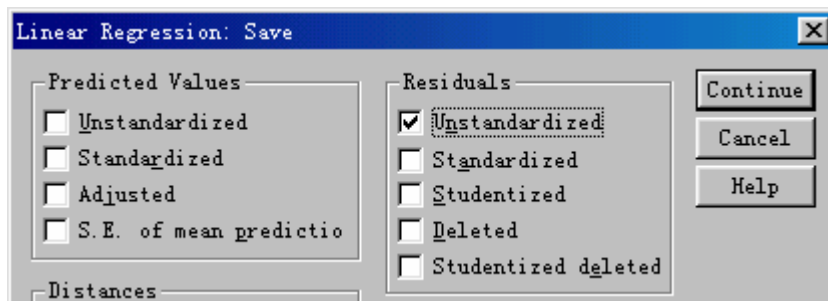 Linear Regression: Save
Predicted Values
Unstandardized
Standardized
Adjusted
S.E. of mean predictio
Residuals
Unstandardized
Standardized
Studentized
Deleted
Studentized deleted
Continue
Cancel
Help
Distances